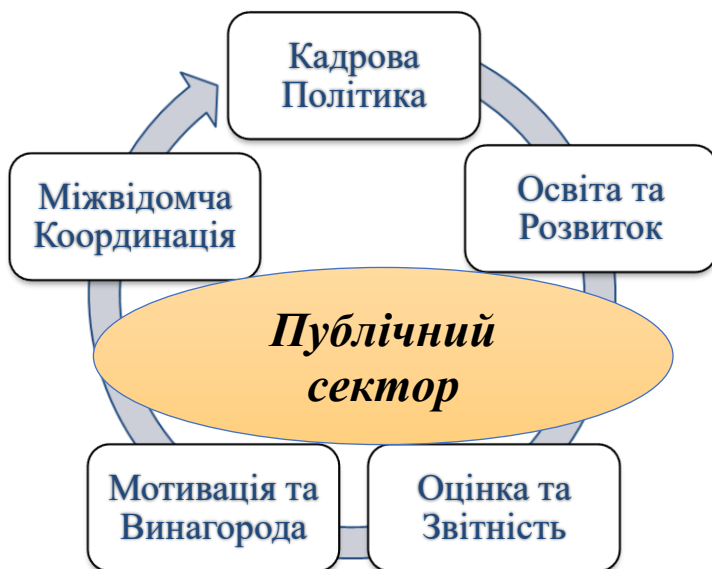 Кадрова
Політика
Міжвідомча
Координація
Освіта та
Розвиток
Публічний
сектор
Мотивація та
Винагорода
Оцінка та
Звітність